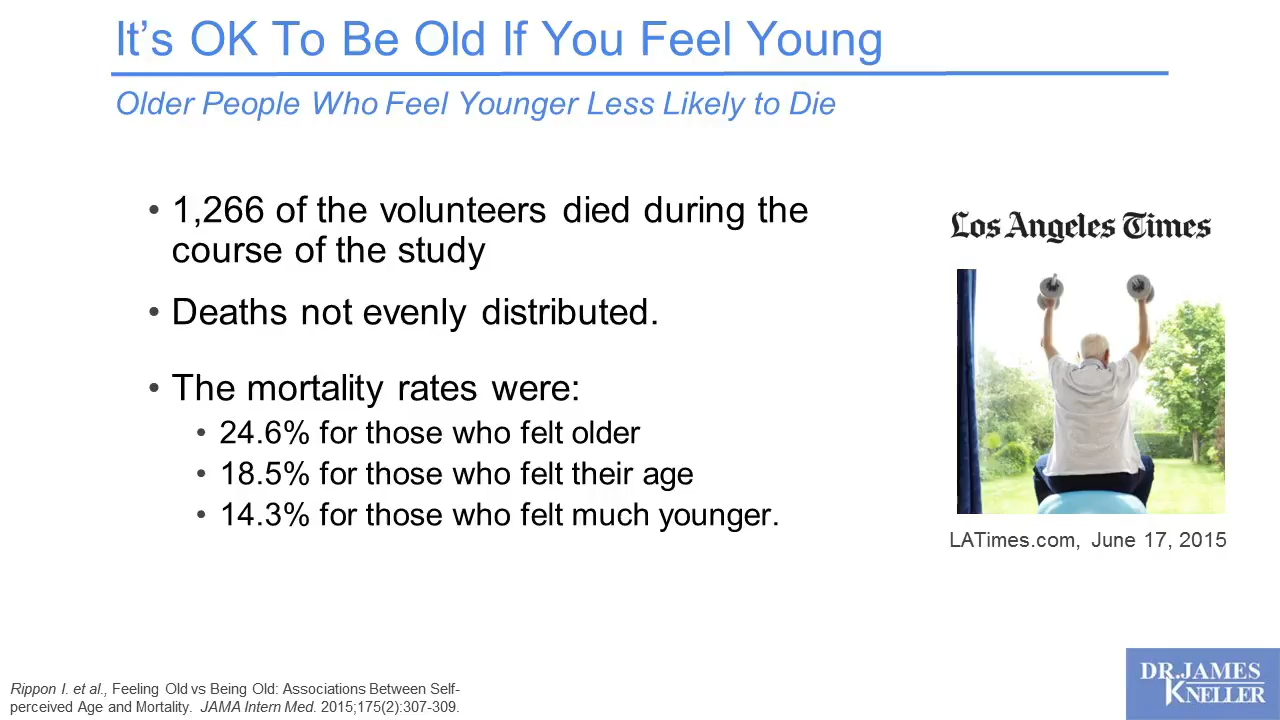 It’s OK To Be Old If You Feel Young
Older People Who Feel Younger Less Likely to Die
• 1,266 of the volunteers died during the
course of the study
• Deaths not evenly distributed.
• The mortality rates were:
• 24.6% for those who felt older
• 18.5% for those who felt their age
• 14.3% for those who felt much younger.
Los Angeles Times
LATimes.com, June 17, 2015
Rippon I. et al., Feeling Old vs Being Old: Associations Between Self-
perceived Age and Mortality. JAMA Intern Med. 2015;175(2):307-309.
DR.JAMES
KNELLER